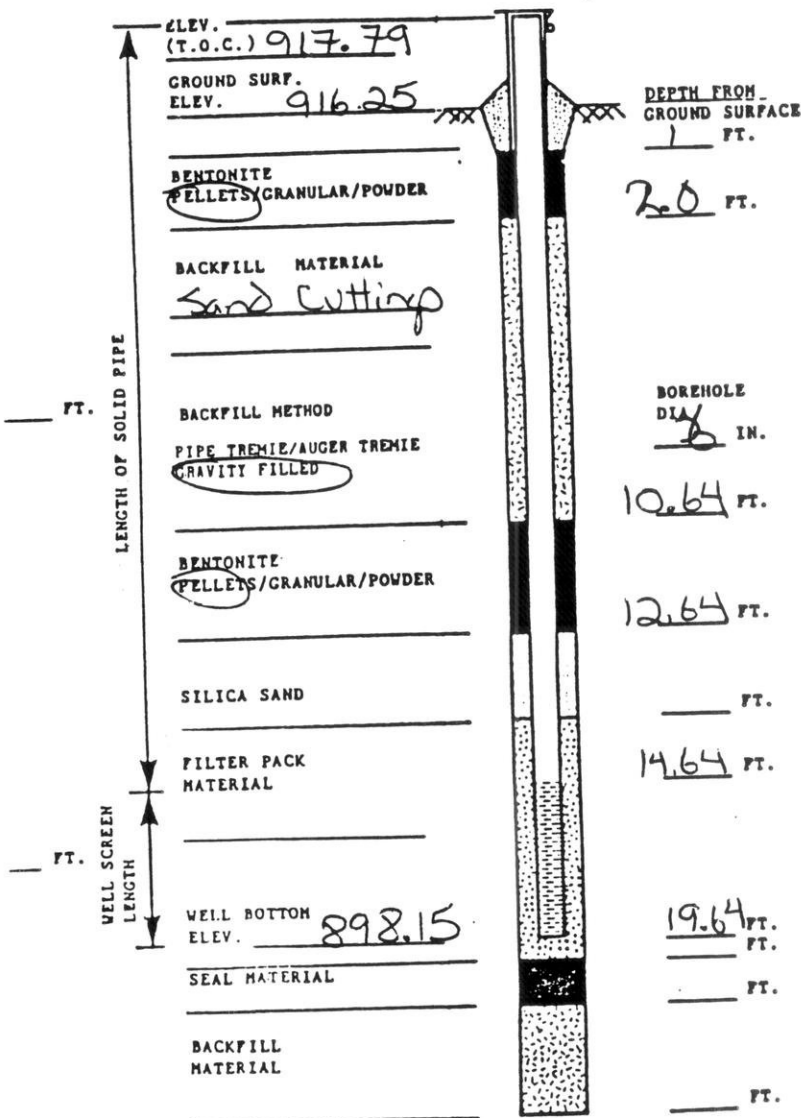 ELEV.
(T.O.C.) 917.79
GROUND SURF.
ELEV. 916.25
DEPTH FROM
GROUND SURFACE
1 FT.
BENTONITE
PELLETS/GRANULAR/POWDER
2.0 FT.
BACKFILL MATERIAL
Sand Cuttings
LENGTH OF SOLID PIPE
FT.
BACKFILL METHOD
PIPE TREMIE/AUGER TREMIE
GRAVITY FILLED
BOREHOLE
DIA
IN.
10.64 FT.
BENTONITE
PELLETS/GRANULAR/POWDER
12.64 FT.
SILICA SAND
FT.
FILTER PACK
MATERIAL
14.64 FT.
FT.
WELL SCREEN
LENGTH
WELL BOTTOM
ELEV. 898.15
19.64 FT.
FT.
SEAL MATERIAL
FT.
BACKFILL
MATERIAL
FT.